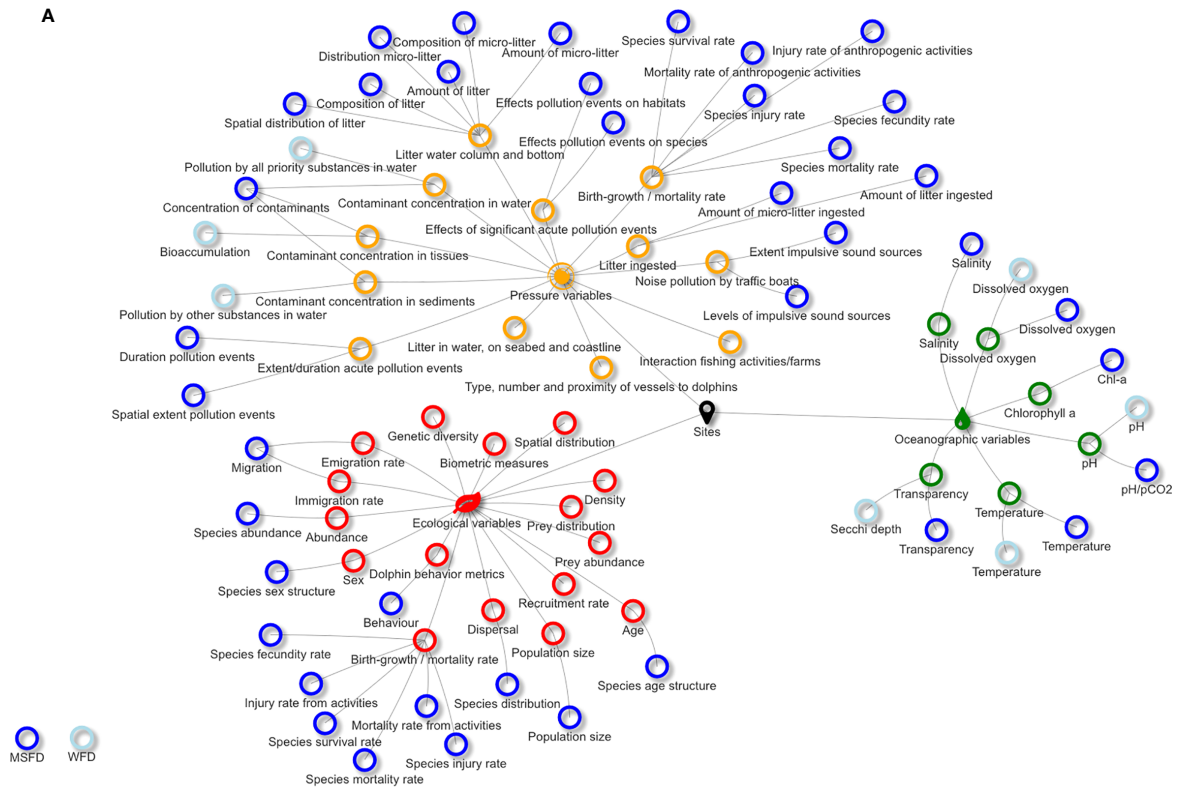 A
Composition of micro-litter
Distribution micro-litter
Amount of micro-litter
Species survival rate
Injury rate of anthropogenic activities
Mortality rate of anthropogenic activities
Amount of litter
Composition of litter
Effects pollution events on habitats
Species injury rate
Spatial distribution of litter
Species fecundity rate
Effects pollution events on species
Litter water column and bottom
Pollution by all priority substances in water
Species mortality rate
Birth-growth / mortality rate
Amount of litter ingested
Contaminant concentration in water
Concentration of contaminants
Amount of micro-litter ingested
Effects of significant acute pollution events
Bioaccumulation
Contaminant concentration in tissues
Extent impulsive sound sources
Litter ingested
Salinity
Noise pollution by traffic boats
Dissolved oxygen
Pressure variables
Contaminant concentration in sediments
Pollution by other substances in water
Levels of impulsive sound sources
Dissolved oxygen
Salinity
Litter in water, on seabed and coastline
Duration pollution events
Dissolved oxygen
Interaction fishing activities/farms
Extent/duration acute pollution events
Chl-a
Type, number and proximity of vessels to dolphins
Spatial extent pollution events
Chlorophyll a
pH
Sites
Genetic diversity
Spatial distribution
Oceanographic variables
Emigration rate
Biometric measures
Migration
pH
pH/pCO2
Immigration rate
Density
Transparency
Ecological variables
Prey distribution
Temperature
Species abundance
Abundance
Secchi depth
Transparency
Temperature
Prey abundance
Sex
Dolphin behavior metrics
Temperature
Species sex structure
Recruitment rate
Behaviour
Dispersal
Age
Species fecundity rate
Birth-growth / mortality rate
Population size
Species age structure
Injury rate from activities
Species distribution
Mortality rate from activities
Species survival rate
Population size
MSFD
WFD
Species injury rate
Species mortality rate